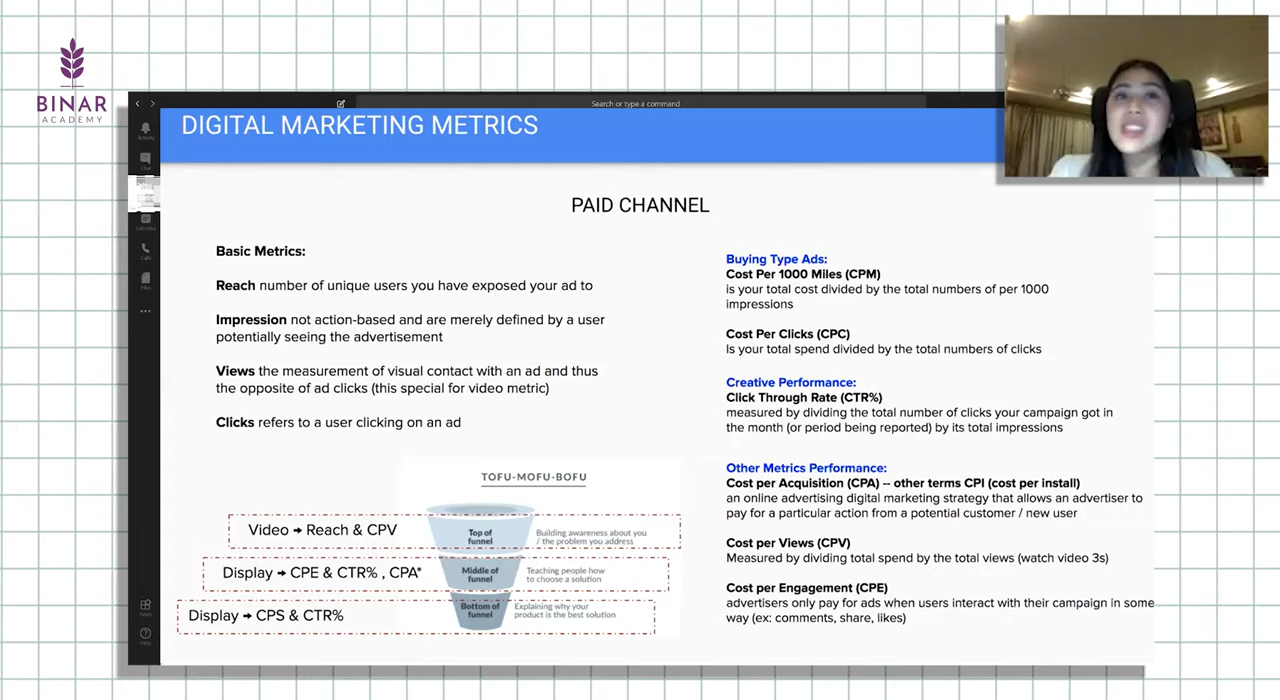 BINAR
ACADEMY
Search or type a command
Activity
Chat
Calendar
Calls
Files
Apps
Help
DIGITAL MARKETING METRICS
PAID CHANNEL
Basic Metrics:
Reach number of unique users you have exposed your ad to
Impression not action-based and are merely defined by a user
potentially seeing the advertisement
Views the measurement of visual contact with an ad and thus
the opposite of ad clicks (this special for video metric)
Clicks refers to a user clicking on an ad
TOFU-MOFU-BOFU
Video → Reach & CPV
Top of
funnel
Building awareness about you
/ the problem you address
Display → CPE & CTR% , CPA*
Middle of
funnel
Teaching people how
to choose a solution
Display → CPS & CTR%
Bottom of
funnel
Explaining why your
product is the best solution
Buying Type Ads:
Cost Per 1000 Miles (CPM)
is your total cost divided by the total numbers of per 1000
impressions
Cost Per Clicks (CPC)
Is your total spend divided by the total numbers of clicks
Creative Performance:
Click Through Rate (CTR%)
measured by dividing the total number of clicks your campaign got in
the month (or period being reported) by its total impressions
Other Metrics Performance:
Cost per Acquisition (CPA) -- other terms CPI (cost per install)
an online advertising digital marketing strategy that allows an advertiser to
pay for a particular action from a potential customer / new user
Cost per Views (CPV)
Measured by dividing total spend by the total views (watch video 3s)
Cost per Engagement (CPE)
advertisers only pay for ads when users interact with their campaign in some
way (ex: comments, share, likes)